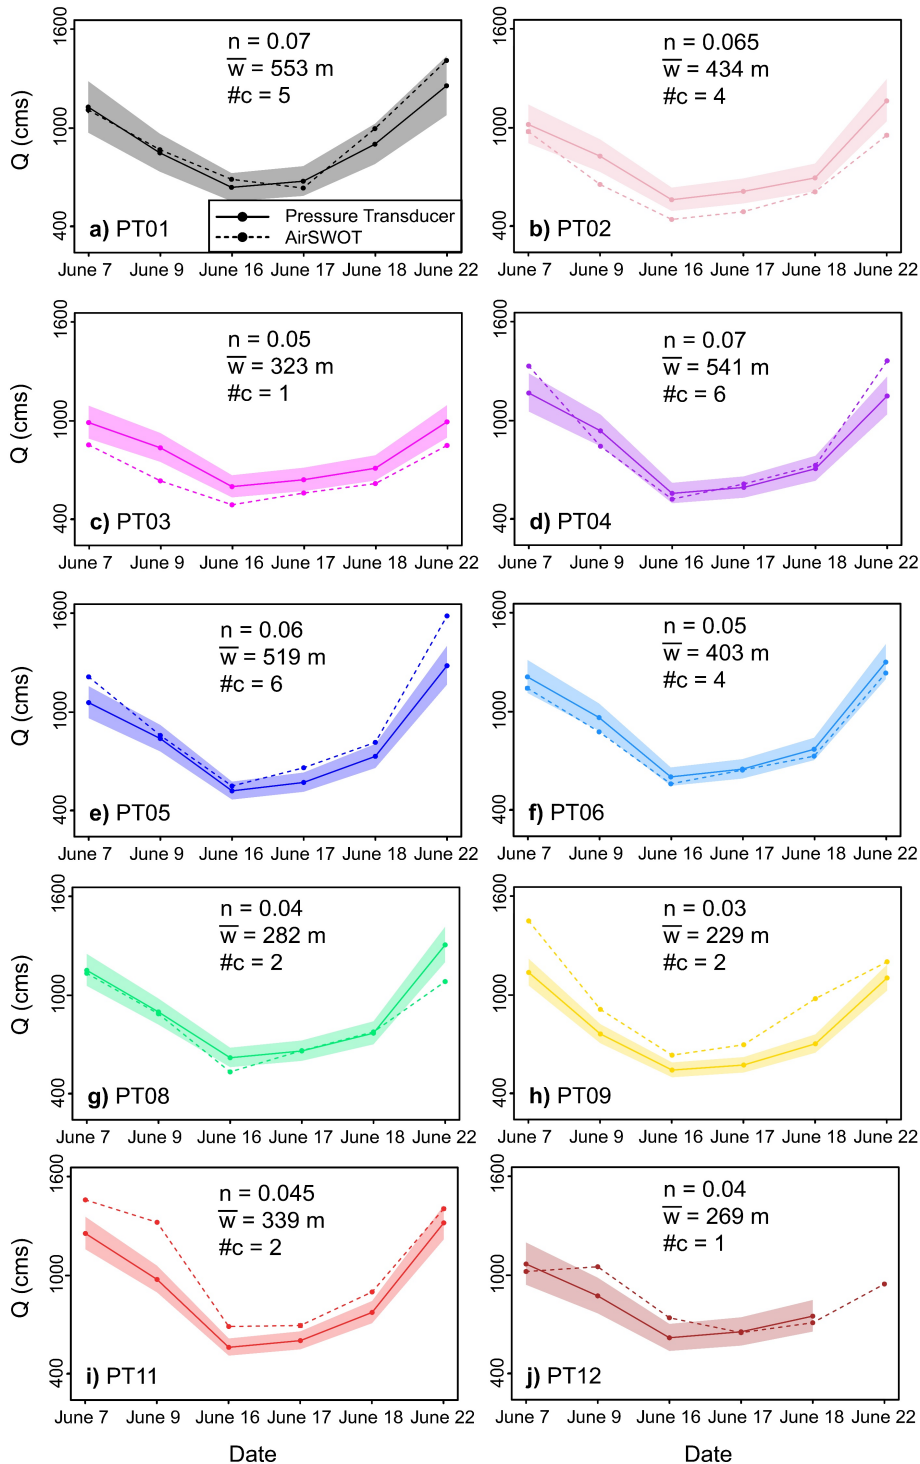 1600
1000
400
Q (cms)
n = 0.07
w = 553 m
#c = 5
a) PT01
Pressure Transducer
AirSWOT
June 7 June 9 June 16 June 17 June 18 June 22
n = 0.065
w = 434 m
#c = 4
1600
1000
400
b) PT02
June 7 June 9 June 16 June 17 June 18 June 22
1600
1000
400
Q (cms)
n = 0.05
w = 323 m
#c = 1
c) PT03
June 7 June 9 June 16 June 17 June 18 June 22
1600
1000
400
n = 0.07
w = 541 m
#c = 6
d) PT04
June 7 June 9 June 16 June 17 June 18 June 22
1600
1000
400
Q (cms)
n = 0.06
w = 519 m
#c = 6
e) PT05
June 7 June 9 June 16 June 17 June 18 June 22
1600
1000
400
n = 0.05
w = 403 m
#c = 4
f) PT06
June 7 June 9 June 16 June 17 June 18 June 22
1600
1000
400
Q (cms)
n = 0.04
w = 282 m
#c = 2
g) PT08
June 7 June 9 June 16 June 17 June 18 June 22
1600
1000
400
n = 0.03
w = 229 m
#c = 2
h) PT09
June 7 June 9 June 16 June 17 June 18 June 22
1600
1000
400
Q (cms)
n = 0.045
w = 339 m
#c = 2
i) PT11
June 7 June 9 June 16 June 17 June 18 June 22
Date
1600
1000
400
n = 0.04
w = 269 m
#c = 1
j) PT12
June 7 June 9 June 16 June 17 June 18 June 22
Date